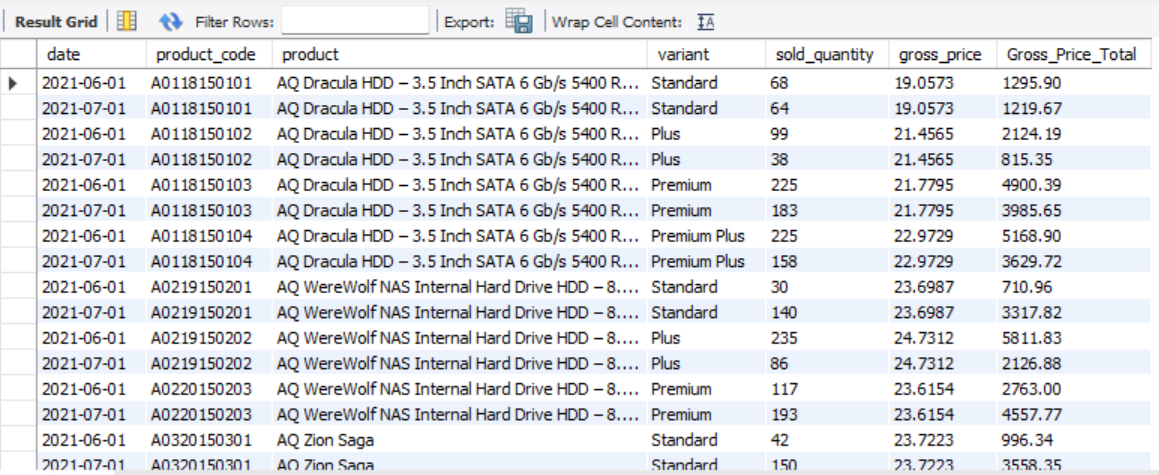 Result Grid Filter Rows: Export: Wrap Cell Content: IA
date product_code product variant sold_quantity gross_price Gross_Price_Total
2021-06-01 A0118150101 AQ Dracula HDD – 3.5 Inch SATA 6 Gb/s 5400 R... Standard 68 19.0573 1295.90
2021-07-01 A0118150101 AQ Dracula HDD – 3.5 Inch SATA 6 Gb/s 5400 R... Standard 64 19.0573 1219.67
2021-06-01 A0118150102 AQ Dracula HDD – 3.5 Inch SATA 6 Gb/s 5400 R... Plus 99 21.4565 2124.19
2021-07-01 A0118150102 AQ Dracula HDD – 3.5 Inch SATA 6 Gb/s 5400 R... Plus 38 21.4565 815.35
2021-06-01 A0118150103 AQ Dracula HDD – 3.5 Inch SATA 6 Gb/s 5400 R... Premium 225 21.7795 4900.39
2021-07-01 A0118150103 AQ Dracula HDD – 3.5 Inch SATA 6 Gb/s 5400 R... Premium 183 21.7795 3985.65
2021-06-01 A0118150104 AQ Dracula HDD – 3.5 Inch SATA 6 Gb/s 5400 R... Premium Plus 225 22.9729 5168.90
2021-07-01 A0118150104 AQ Dracula HDD – 3.5 Inch SATA 6 Gb/s 5400 R... Premium Plus 158 22.9729 3629.72
2021-06-01 A0219150201 AQ WereWolf NAS Internal Hard Drive HDD – 8.... Standard 30 23.6987 710.96
2021-07-01 A0219150201 AQ WereWolf NAS Internal Hard Drive HDD – 8.... Standard 140 23.6987 3317.82
2021-06-01 A0219150202 AQ WereWolf NAS Internal Hard Drive HDD – 8.... Plus 235 24.7312 5811.83
2021-07-01 A0219150202 AQ WereWolf NAS Internal Hard Drive HDD – 8.... Plus 86 24.7312 2126.88
2021-06-01 A0220150203 AQ WereWolf NAS Internal Hard Drive HDD – 8.... Premium 117 23.6154 2763.00
2021-07-01 A0220150203 AQ WereWolf NAS Internal Hard Drive HDD – 8.... Premium 193 23.6154 4557.77
2021-06-01 A0320150301 AQ Zion Saga Standard 42 23.7223 996.34
2021-07-01 A0320150301 AQ Zion Saga Standard 150 23.7223 3558.35